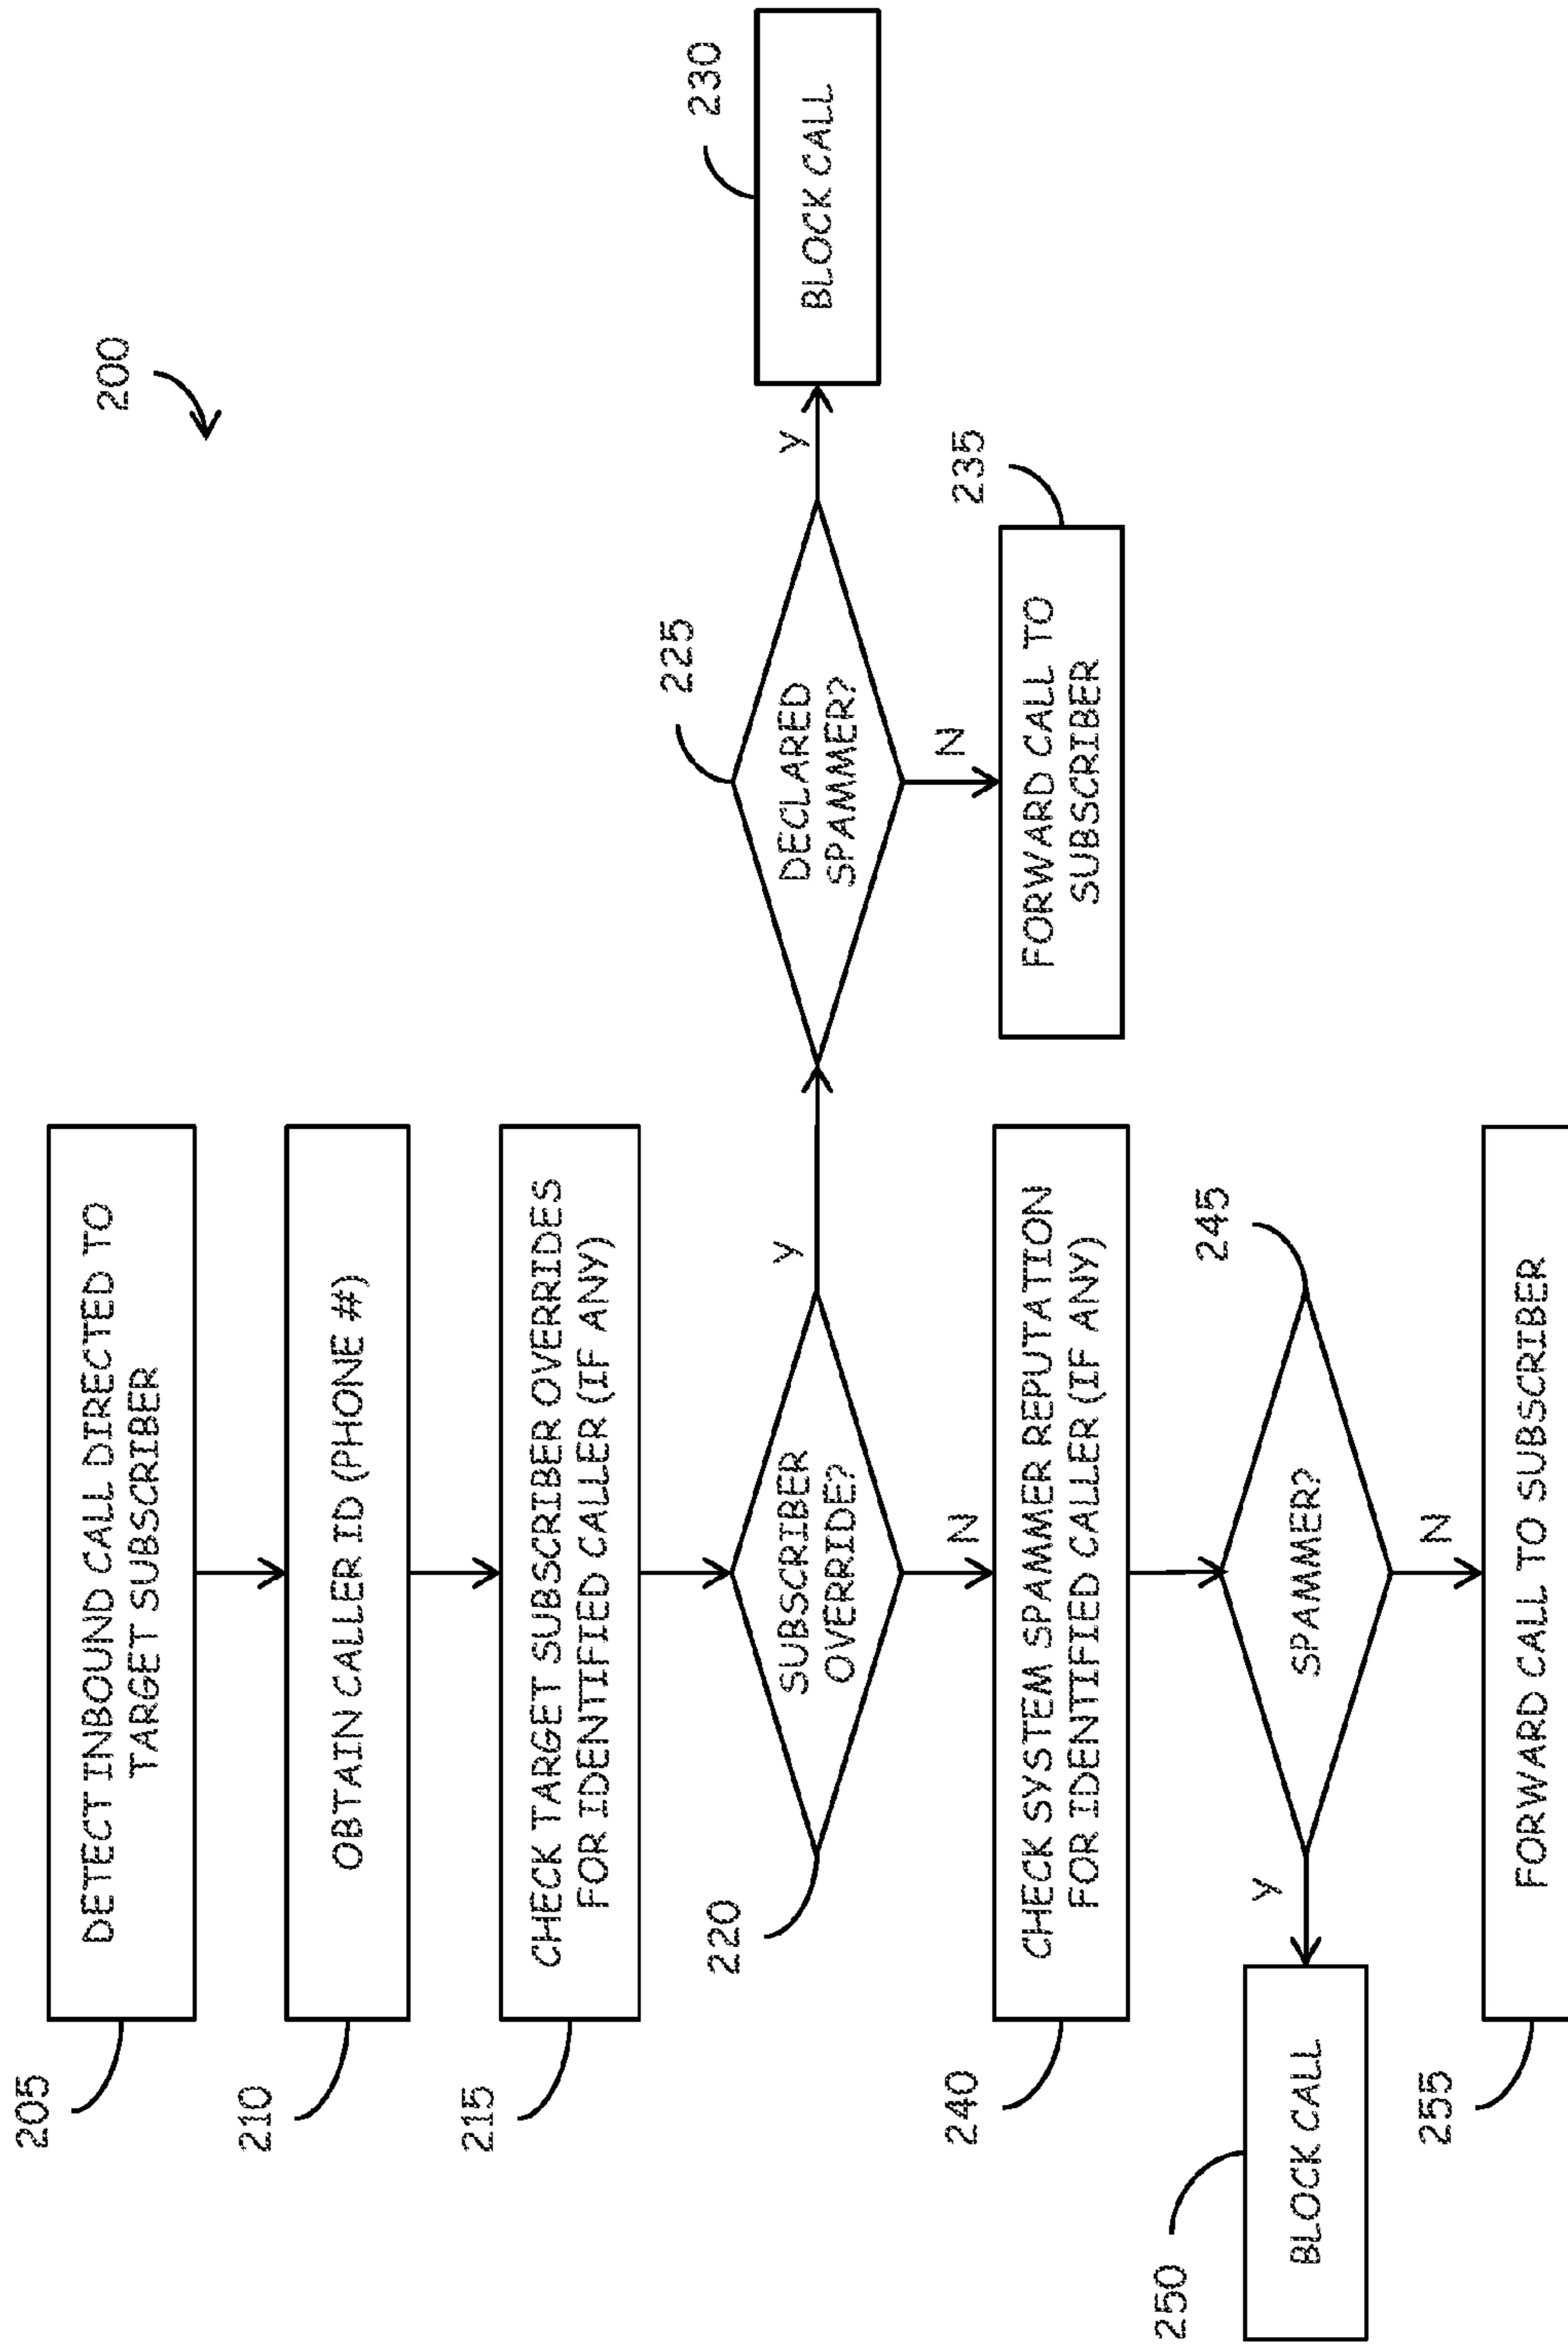 200
205
DETECT INBOUND CALL DIRECTED TO
TARGET SUBSCRIBER
210
OBTAIN CALLER ID (PHONE #)
215
CHECK TARGET SUBSCRIBER OVERRIDES
FOR IDENTIFIED CALLER (IF ANY)
220
SUBSCRIBER
OVERRIDE?
Y
N
225
DECLARED
SPAMMER?
Y
N
230
BLOCK CALL
235
FORWARD CALL TO
SUBSCRIBER
240
CHECK SYSTEM SPAMMER REPUTATION
FOR IDENTIFIED CALLER (IF ANY)
245
SPAMMER?
Y
N
250
BLOCK CALL
255
FORWARD CALL TO SUBSCRIBER